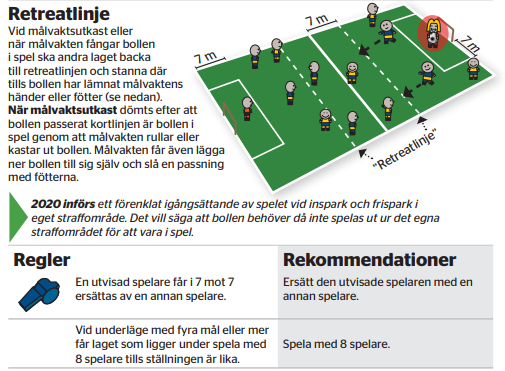 Retreatlinje
Vid målvaktsutkast eller
när målvakten fångar bollen
i spel ska andra laget backa
till retreatlinjen och stanna där
tills bollen har lämnat målvaktens
händer eller fötter (se nedan).
När målvaktsutkast dömts efter att
bollen passerat kortlinjen är bollen i
spel genom att målvakten rullar eller
kastar ut bollen. Målvakten får även lägga
ner bollen till sig själv och slå en passning
med fötterna.
7 m
7 m
7 m
"Retreatlinje"
2020 införs ett förenklat igångsättande av spelet vid inspark och frispark i
eget straffområde. Det vill säga att bollen behöver då inte spelas ut ur det egna
straffområdet för att vara i spel.
Regler
Rekommendationer
En utvisad spelare får i 7 mot 7
ersättas av en annan spelare.
Ersätt den utvisade spelaren med en
annan spelare.
Vid underläge med fyra mål eller mer
får laget som ligger under spela med
8 spelare tills ställningen är lika.
Spela med 8 spelare.